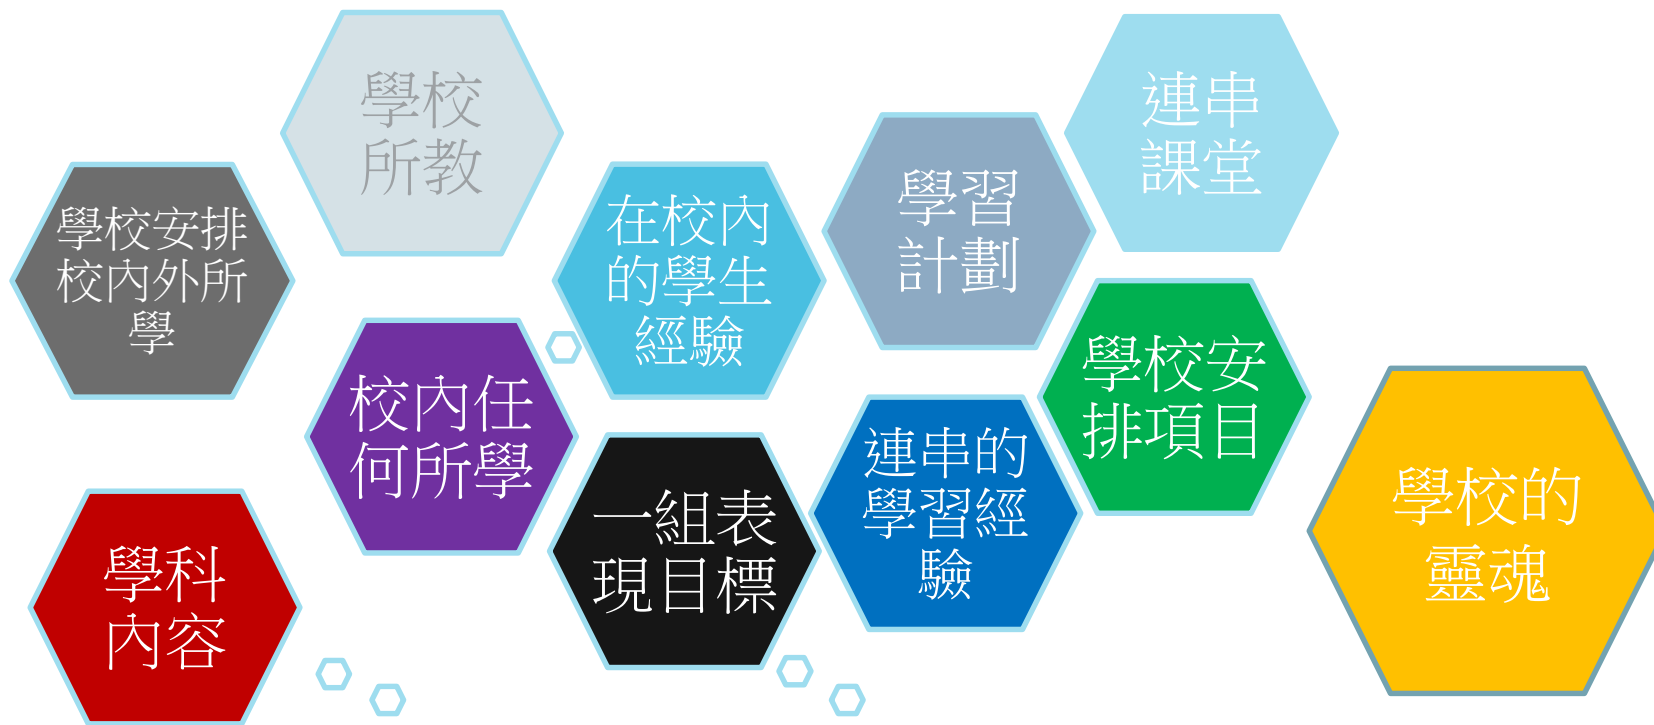 學校
所教
連串
課堂
學校安排
校內外所
學
在校內
的學生
經驗
學習
計劃
校內任
何所學
學校安
排項目
一組表
現目標
連串的
學習經
驗
學校的
靈魂
學科
內容